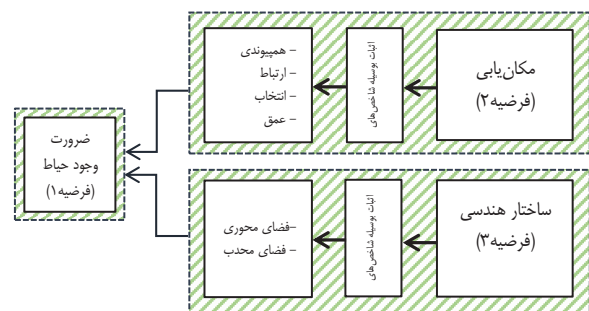 مکان‌یابی
(فرضیه۲)
اثبات بوسیله شاخص‌های
– همپیوندی
– ارتباط
– انتخاب
– عمق
ساختار هندسی
(فرضیه۳)
اثبات بوسیله شاخص‌های
–فضای محوری
– فضای محدب
ضرورت
وجود حیاط
(فرضیه۱)